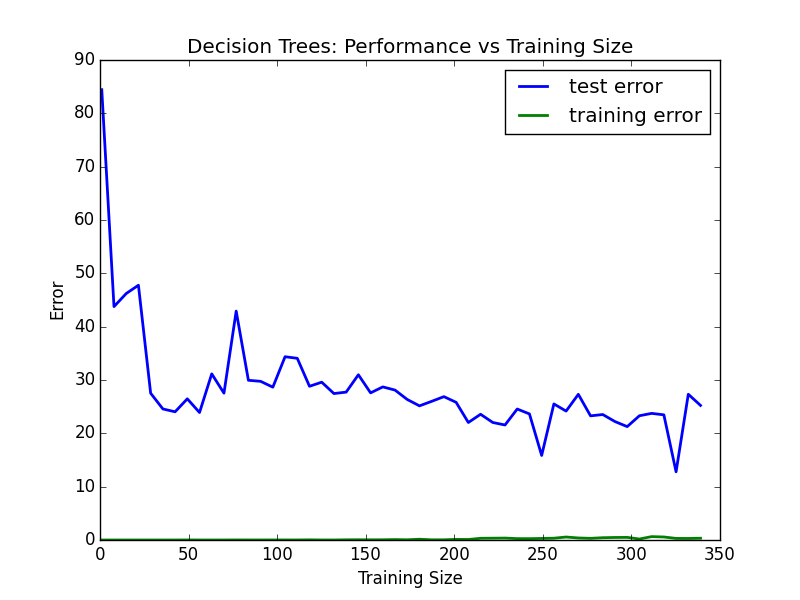 Decision Trees: Performance vs Training Size
90
80
70
60
50
40
30
20
10
0
Error
test error
training error
0 50 100 150 200 250 300 350
Training Size